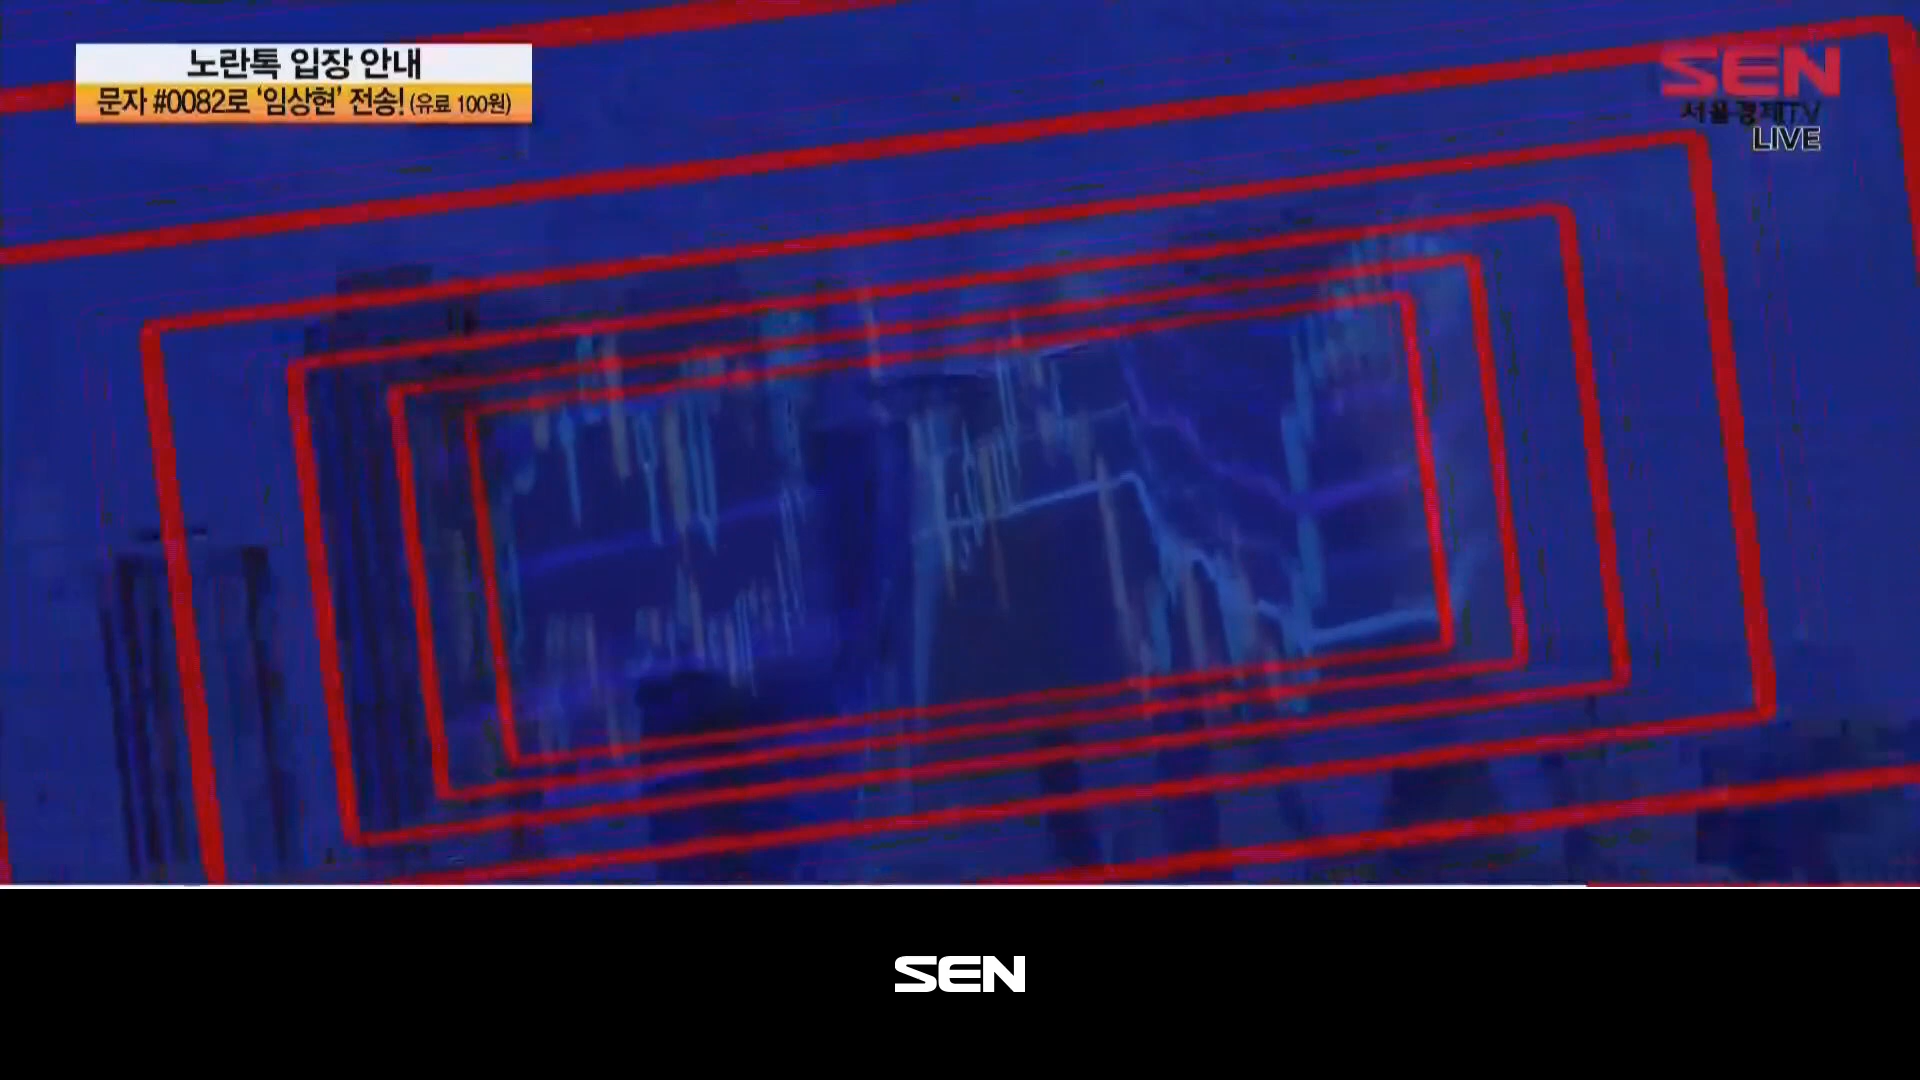 노란톡 입장 안내
문자 #0082로 '임상현' 전송! (유료 100원)
SEN
서울경제TV
LIVE
SEN